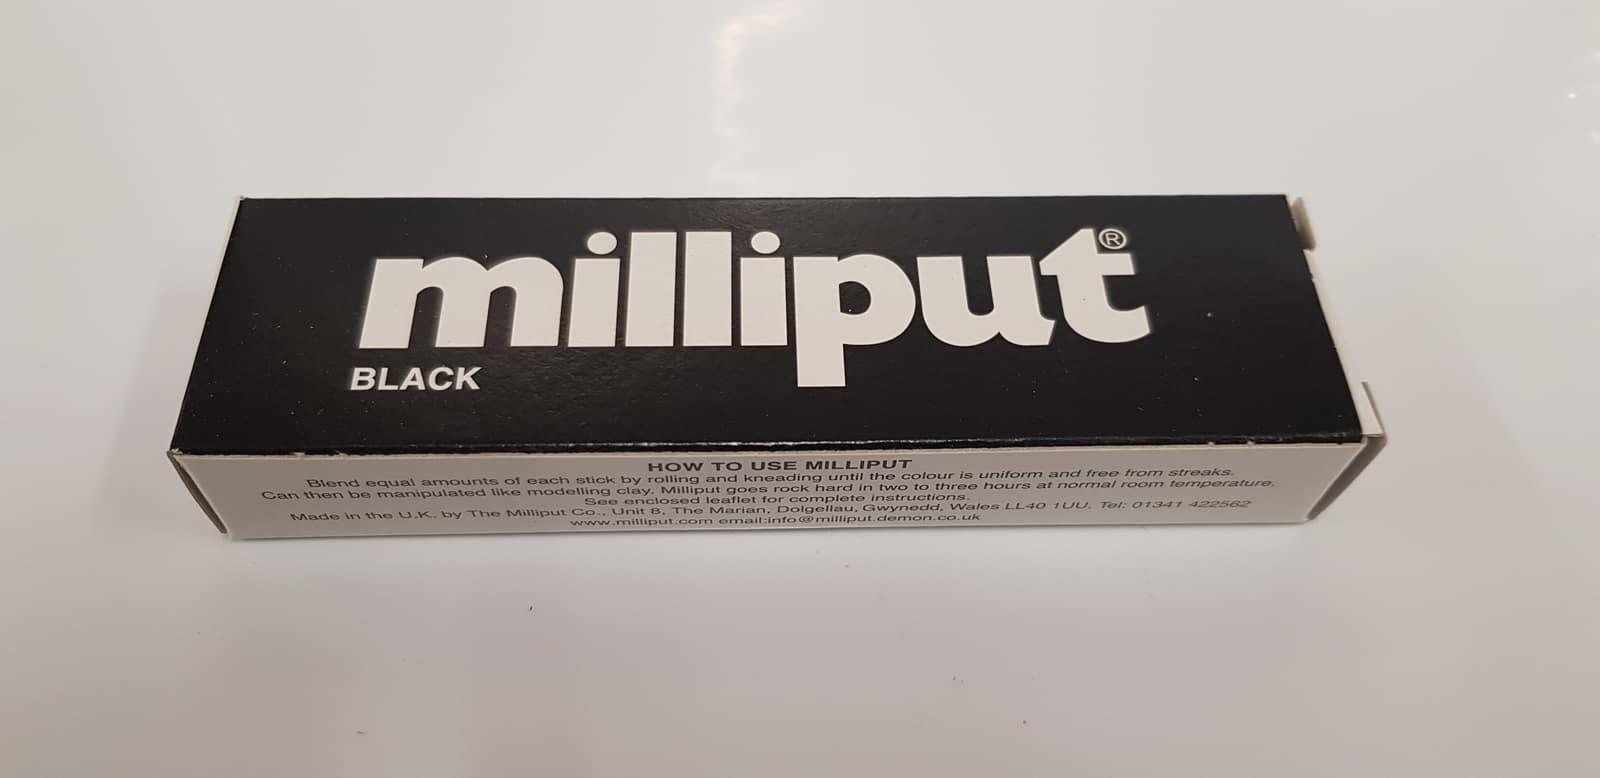 milliput®
BLACK
HOW TO USE MILLIPUT
Blend equal amounts of each stick by rolling and kneading until the colour is uniform and free from streaks.
Can then be manipulated like modelling clay. Milliput goes rock hard in two to three hours at normal room temperature.
See enclosed leaflet for complete instructions.
Made in the U.K. by The Milliput Co., Unit 8, The Marian, Dolgellau, Gwynedd, Wales LL40 1UU. Tel: 01341 422562
www.milliput.com email:info@milliput.demon.co.uk